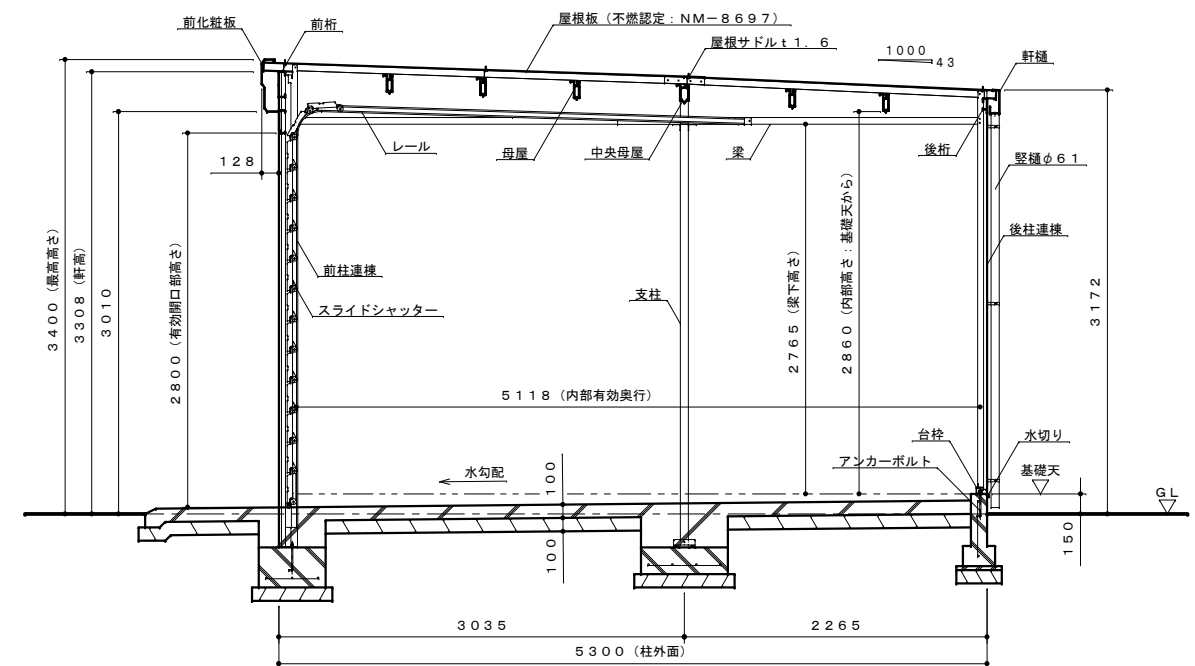 屋根板（不燃認定：ＮＭ－８６９７）
前化粧板
前桁
屋根サドルｔ１．６
１０００
４３
軒樋
レール
母屋
中央母屋
梁
後桁
竪樋φ６１
１２８
３４００（最高高さ）
３３０８（軒高）
３０１０
２８００（有効開口部高さ）
前柱連棟
スライドシャッター
支柱
２７６５（梁下高さ）
２８６０（内部高さ：基礎天から）
後柱連棟
３１７２
５１１８（内部有効奥行）
台枠
水切り
アンカーボルト
基礎天
水勾配
１００
ＧＬ
１５０
１００
３０３５
２２６５
５３００（柱外面）